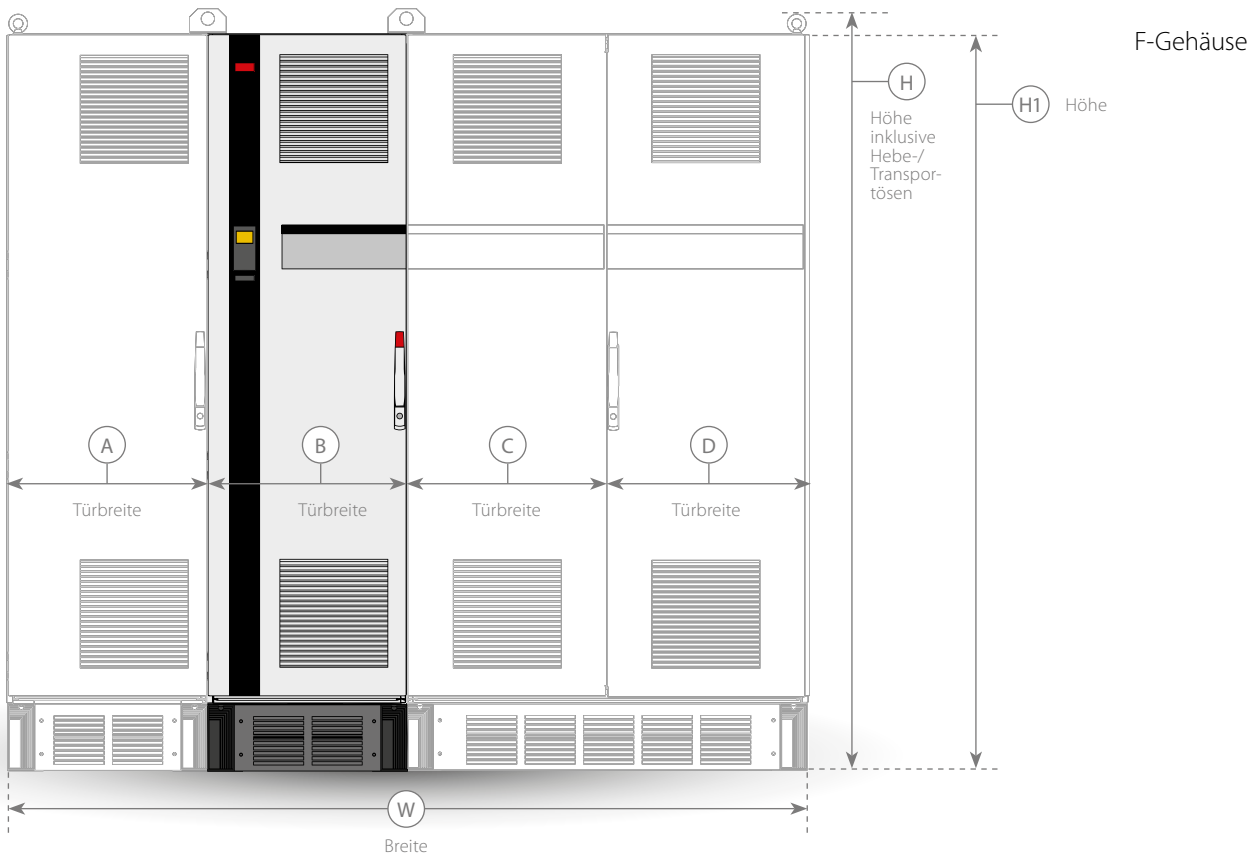 F-Gehäuse
H
Höhe
inklusive
Hebe-/
Transpor-
tösen
H1 Höhe
A
B
C
D
Türbreite
Türbreite
Türbreite
Türbreite
W
Breite